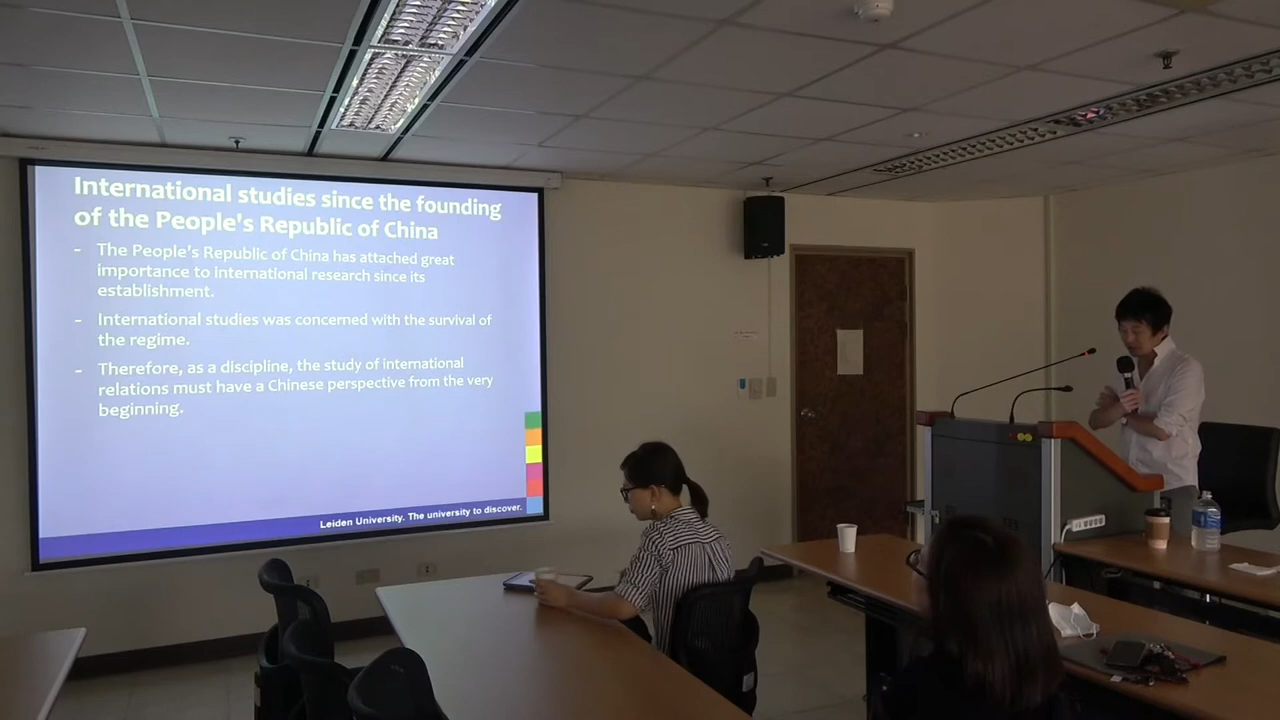 International studies since the founding
of the People's Republic of China
- The People's Republic of China has attached great
importance to international research since its
establishment.
- International studies was concerned with the survival of
the regime.
- Therefore, as a discipline, the study of international
relations must have a Chinese perspective from the very
beginning.
Leiden University. The university to discover.